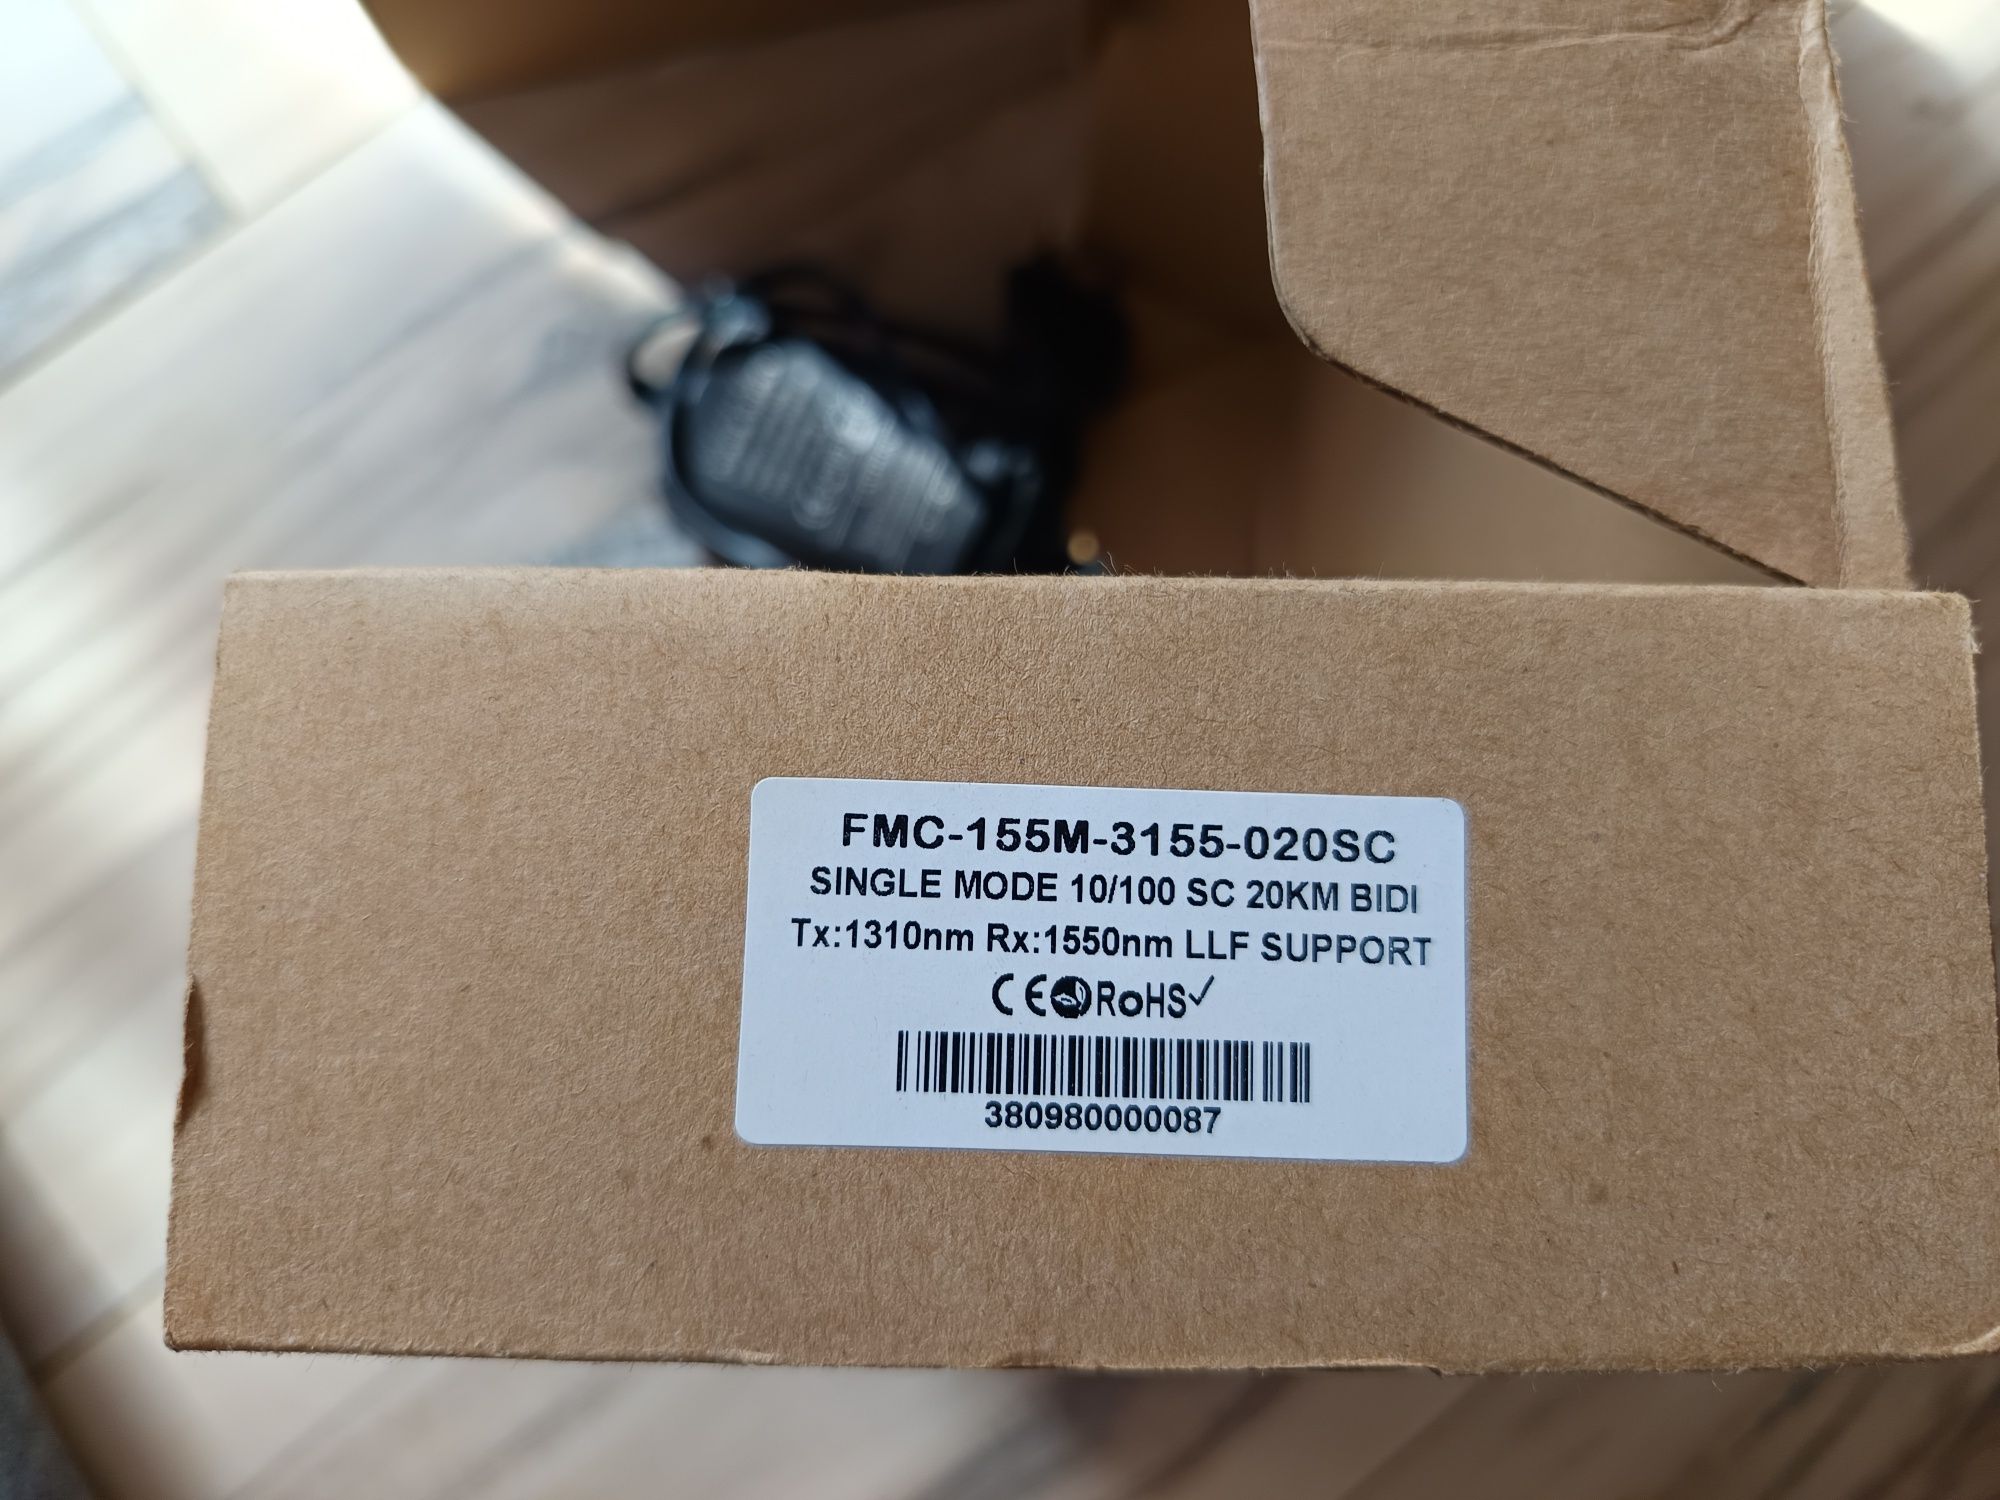 FMC-155M-3155-020SC
SINGLE MODE 10/100 SC 20KM BIDI
Tx:1310nm Rx:1550nm LLF SUPPORT
CE RoHS✓
380980000087